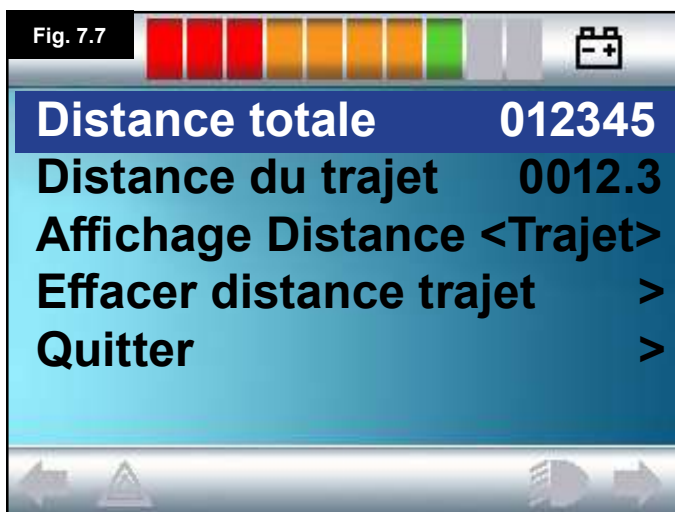 Fig. 7.7
Distance totale 012345
Distance du trajet 0012.3
Affichage Distance <Trajet>
Effacer distance trajet >
Quitter >